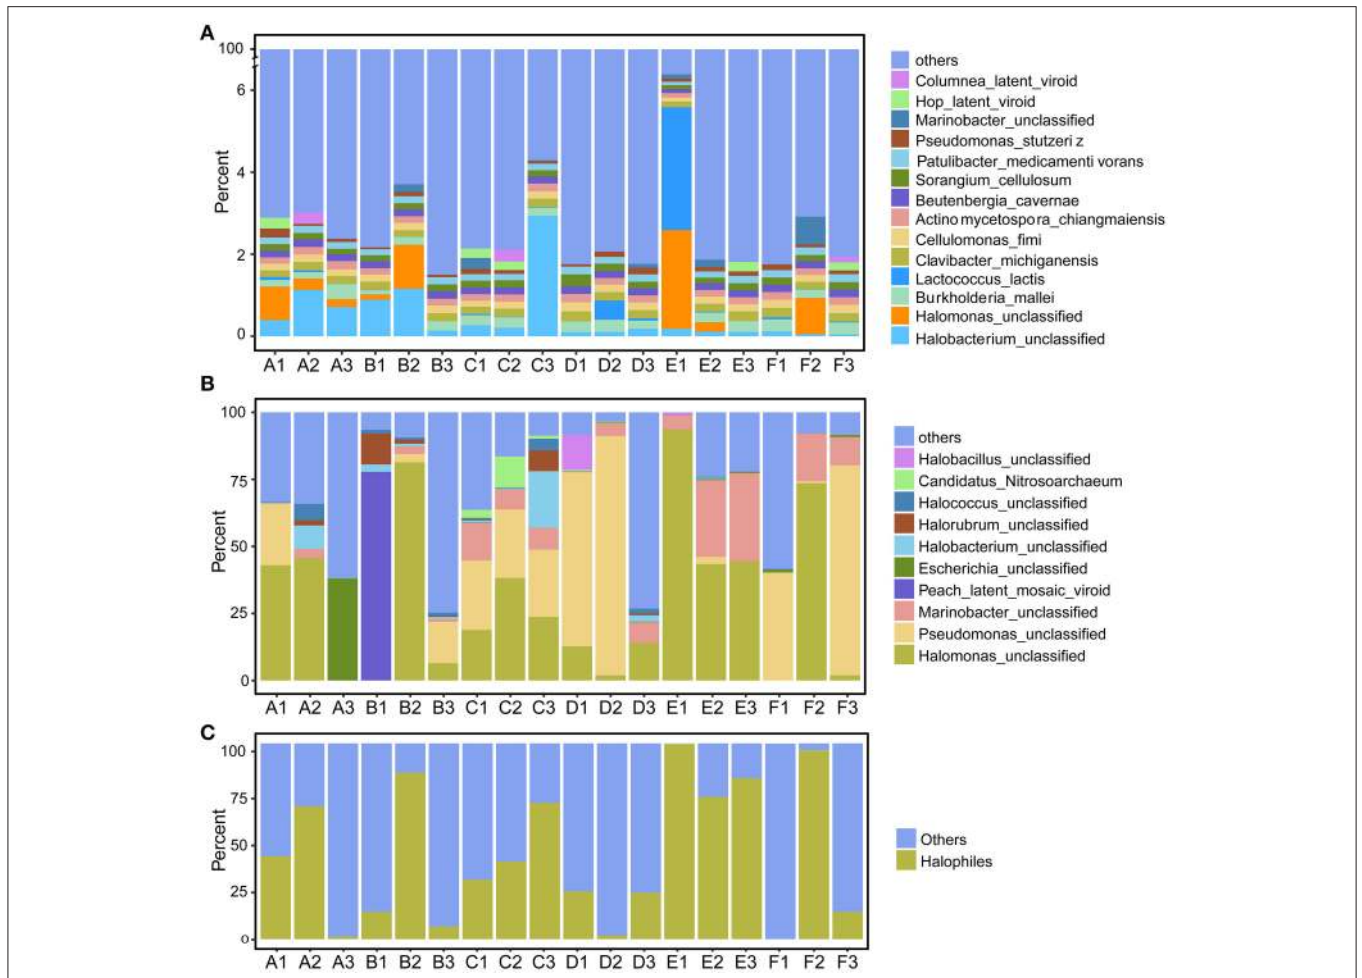 A
100
6
4
2
0
Percent
A1 A2 A3 B1 B2 B3 C1 C2 C3 D1 D2 D3 E1 E2 E3 F1 F2 F3
others
Columnea_latent_viroid
Hop_latent_viroid
Marinobacter_unclassified
Pseudomonas_stutzeri z
Patulibacter_medicamenti vorans
Sorangium_cellulosum
Beutenbergia_cavernae
Actino mycetospora_chiangmaiensis
Cellulomonas_fimi
Clavibacter_michiganensis
Lactococcus_lactis
Burkholderia_mallei
Halomonas_unclassified
Halobacterium_unclassified
B
100
75
50
25
0
Percent
A1 A2 A3 B1 B2 B3 C1 C2 C3 D1 D2 D3 E1 E2 E3 F1 F2 F3
others
Halobacillus_unclassified
Candidatus_Nitrosoarchaeum
Halococcus_unclassified
Halorubrum_unclassified
Halobacterium_unclassified
Escherichia_unclassified
Peach_latent_mosaic_viroid
Marinobacter_unclassified
Pseudomonas_unclassified
Halomonas_unclassified
C
100
75
50
25
0
Percent
A1 A2 A3 B1 B2 B3 C1 C2 C3 D1 D2 D3 E1 E2 E3 F1 F2 F3
Others
Halophiles